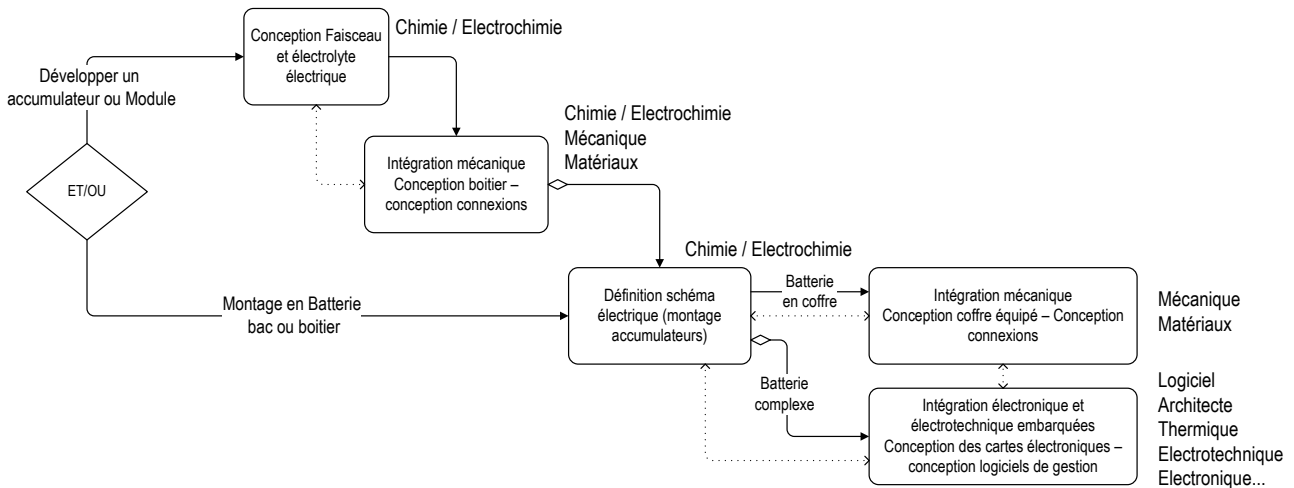 Conception Faisceau
et électrolyte
électrique
Chimie / Electrochimie
Développer un
accumulateur ou Module
Chimie / Electrochimie
Mécanique
Matériaux
Intégration mécanique
Conception boitier –
conception connexions
ET/OU
Chimie / Electrochimie
Montage en Batterie
bac ou boitier
Définition schéma
électrique (montage
accumulateurs)
Batterie
en coffre
Intégration mécanique
Conception coffre équipé – Conception
connexions
Mécanique
Matériaux
Batterie
complexe
Intégration électronique et
électrotechnique embarquées
Conception des cartes électroniques –
conception logiciels de gestion
Logiciel
Architecte
Thermique
Electrotechnique
Electronique...